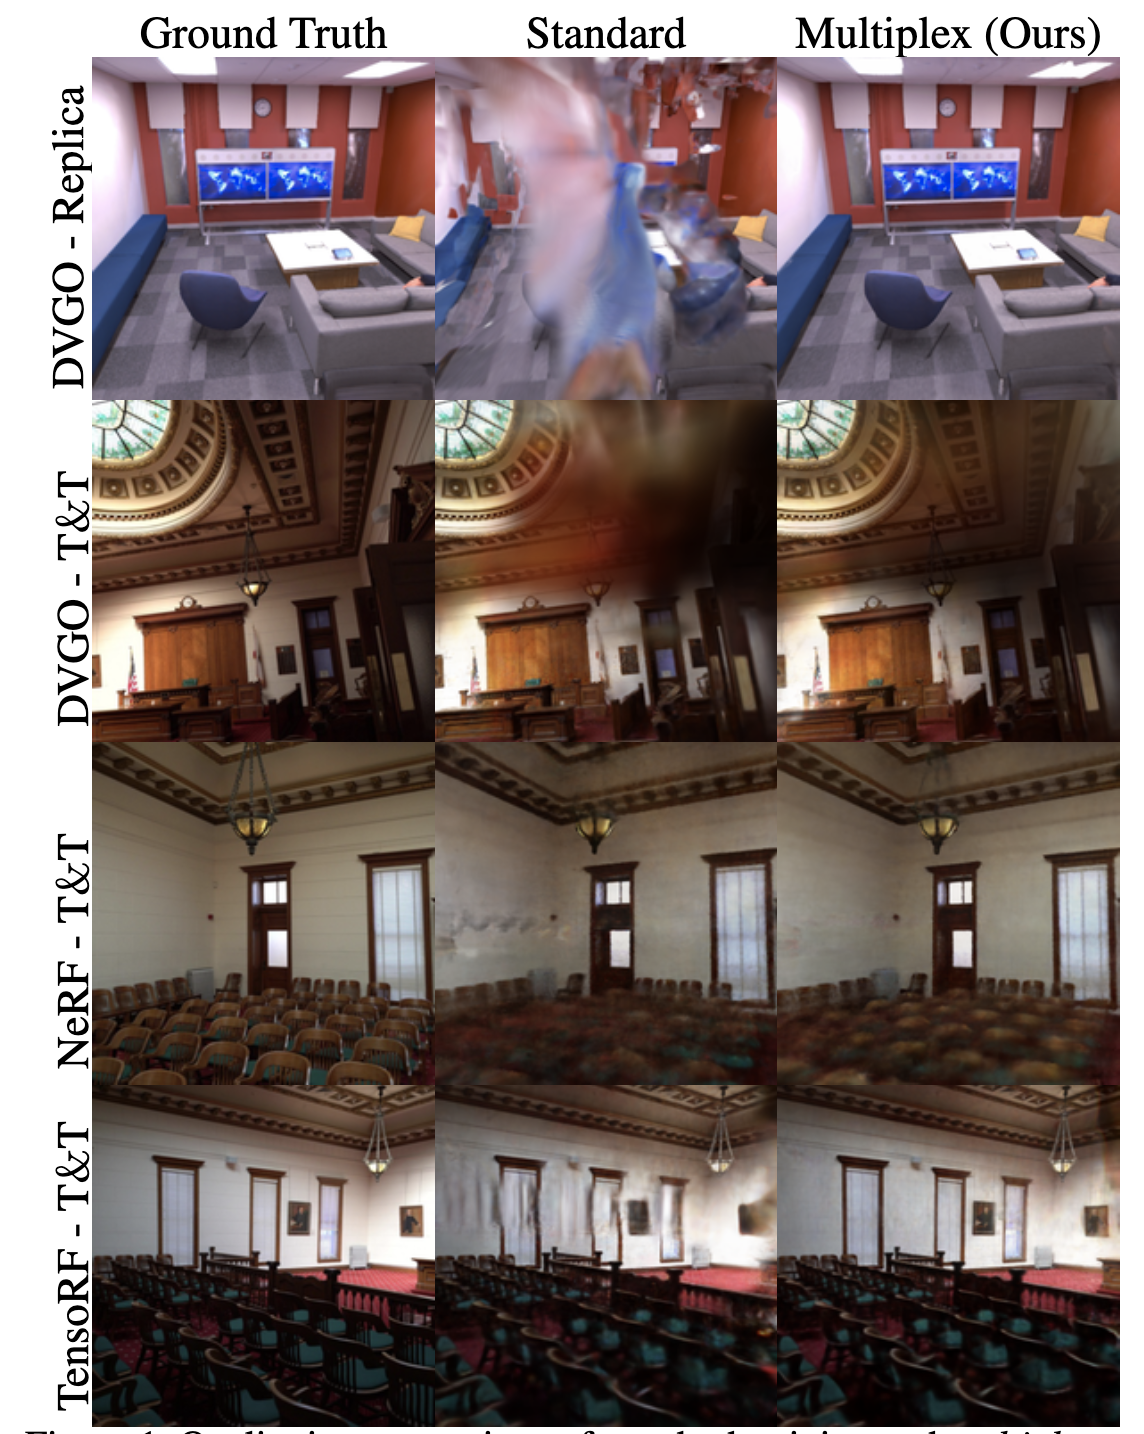 Ground Truth Standard Multiplex (Ours)
DVGO - Replica
DVGO - T&T
NeRF - T&T
TensoRF - T&T